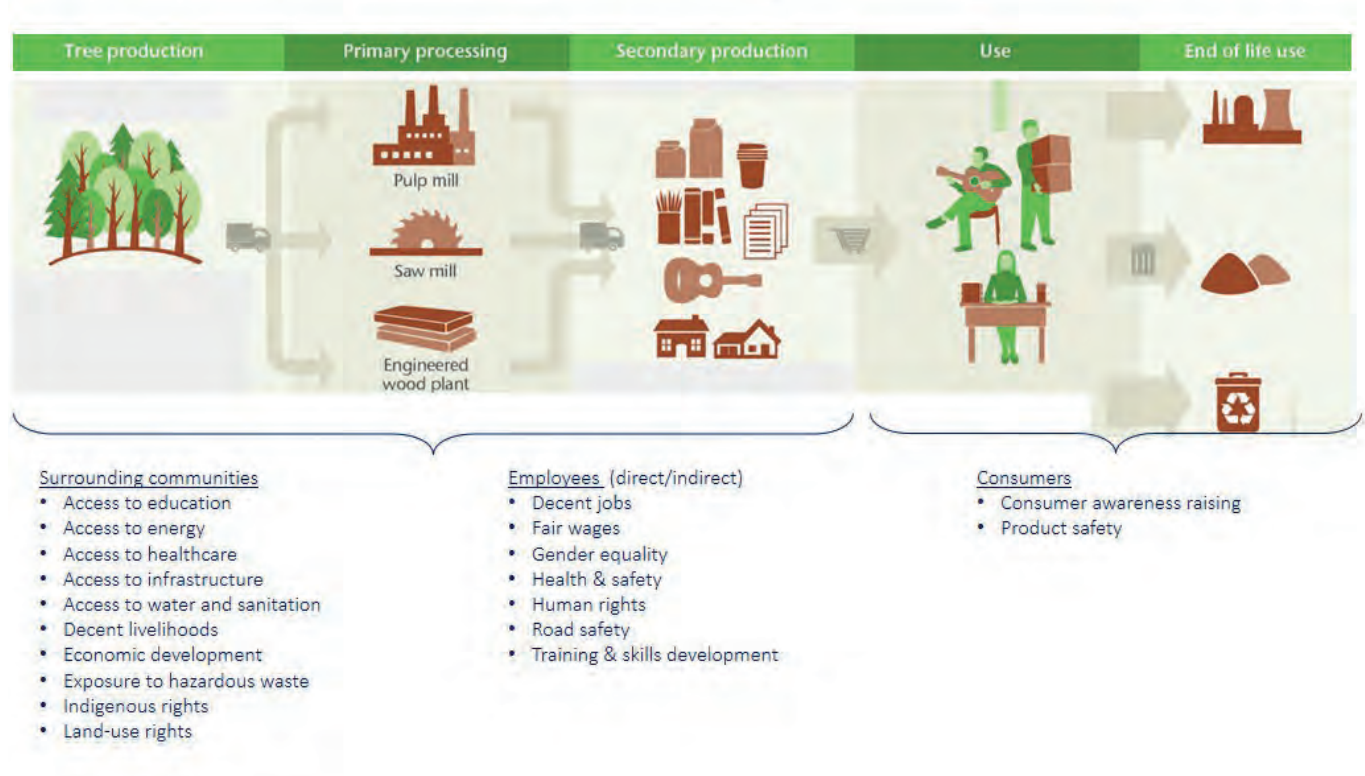 Tree production
Primary processing
Secondary production
Use
End of life use
Pulp mill
Saw mill
Engineered
wood plant
Surrounding communities
• Access to education
• Access to energy
• Access to healthcare
• Access to infrastructure
• Access to water and sanitation
• Decent livelihoods
• Economic development
• Exposure to hazardous waste
• Indigenous rights
• Land-use rights
Employees (direct/indirect)
• Decent jobs
• Fair wages
• Gender equality
• Health & safety
• Human rights
• Road safety
• Training & skills development
Consumers
• Consumer awareness raising
• Product safety